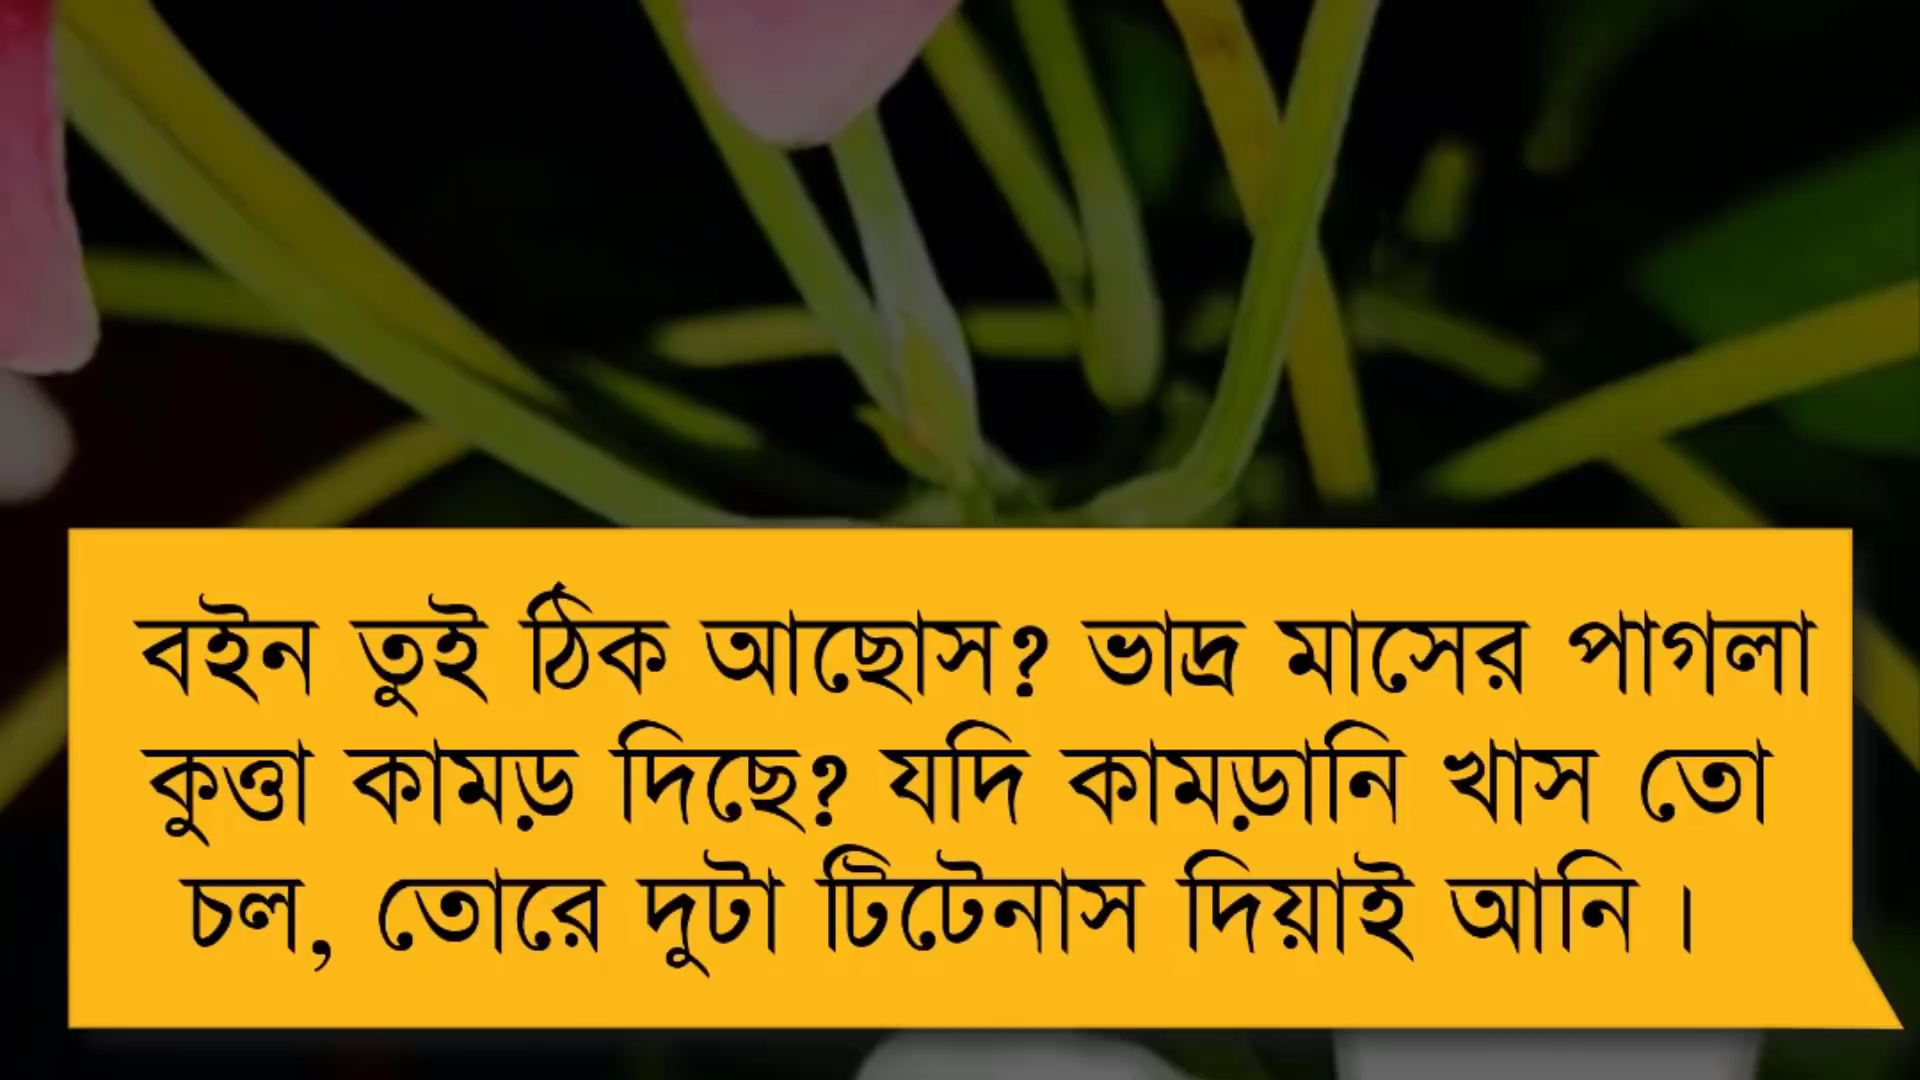 বইন তুই ঠিক আছোস? ভাদ্র মাসের পাগলা
কুত্তা কামড় দিছে? যদি কামড়ানি খাস তো
চল, তোরে দুটা টিটেনাস দিয়াই আনি।